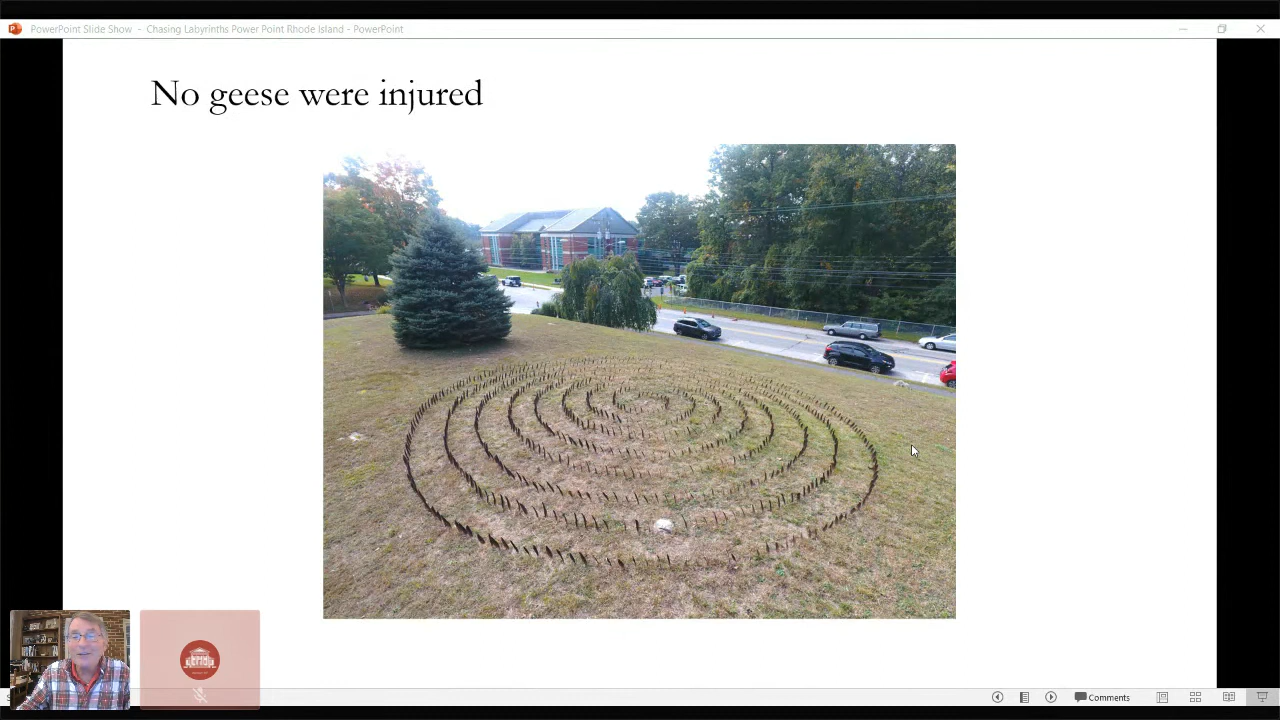 PowerPoint Slide Show - Chasing Labyrinths Power Point Rhode Island - PowerPoint
No geese were injured
Comments